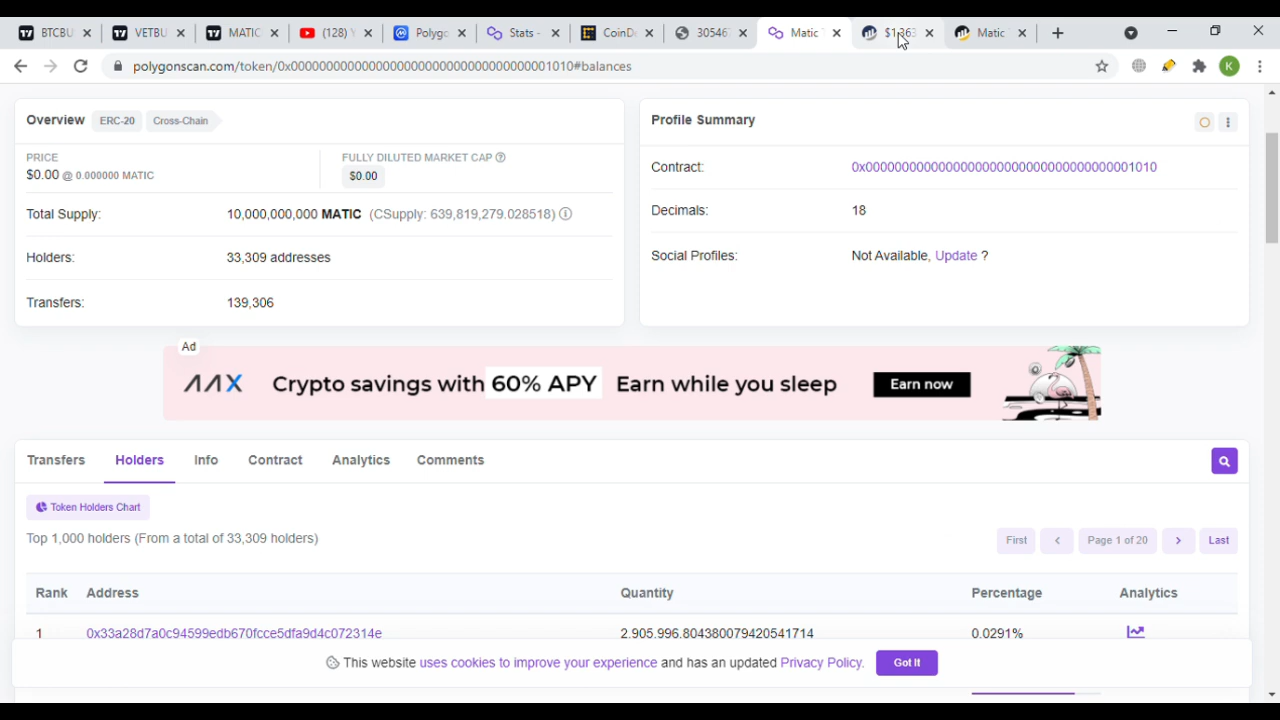 BTCBU VETBU MATIC (128) Y Polyg Stats - CoinD 30546 Matic $1.363 Matic
polygonscan.com/token/0x0000000000000000000000000000000000001010#balances K
Overview ERC-20 Cross-Chain
PRICE
$0.00 @ 0.000000 MATIC
FULLY DILUTED MARKET CAP
$0.00
Total Supply: 10,000,000,000 MATIC (CSupply: 639,819,279.028518)
Holders: 33,309 addresses
Transfers: 139,306
Profile Summary
Contract: 0x0000000000000000000000000000000000001010
Decimals: 18
Social Profiles: Not Available, Update ?
Ad
AAX Crypto savings with 60% APY Earn while you sleep Earn now
Transfers Holders Info Contract Analytics Comments
Token Holders Chart
Top 1,000 holders (From a total of 33,309 holders)
First < Page 1 of 20 > Last
Rank Address Quantity Percentage Analytics
1 0x33a28d7a0c94599edb670fcce5dfa9d4c072314e 2,905,996.804380079420541714 0.0291%
This website uses cookies to improve your experience and has an updated Privacy Policy. Got It